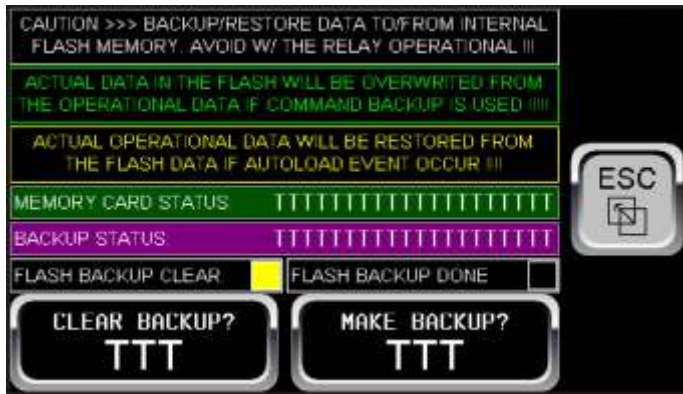 CAUTION >>> BACKUP/RESTORE DATA TO/FROM INTERNAL
FLASH MEMORY. AVOID W/ THE RELAY OPERATIONAL !!!
ACTUAL DATA IN THE FLASH WILL BE OVERWRITED FROM
THE OPERATIONAL DATA IF COMMAND BACKUP IS USED !!!!!
ACTUAL OPERATIONAL DATA WILL BE RESTORED FROM
THE FLASH DATA IF AUTOLOAD EVENT OCCUR !!!!
ESC
MEMORY CARD STATUS TTTTTTTTTTTTTTTTTTTT
BACKUP STATUS: TTTTTTTTTTTTTTTTTTTT
FLASH BACKUP CLEAR FLASH BACKUP DONE
CLEAR BACKUP? MAKE BACKUP?
TTT TTT